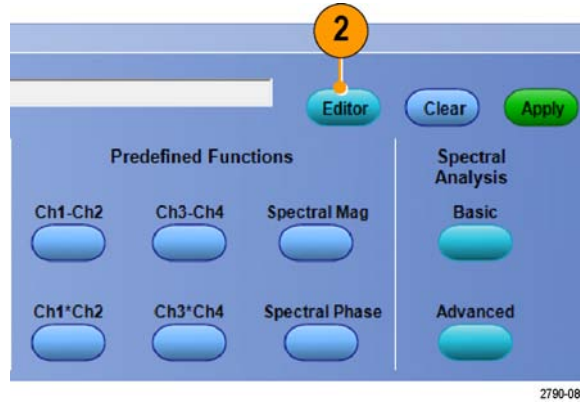 2
Editor Clear Apply
Predefined Functions
Spectral
Analysis
Ch1-Ch2 Ch3-Ch4 Spectral Mag Basic
Ch1*Ch2 Ch3*Ch4 Spectral Phase Advanced
2790-08